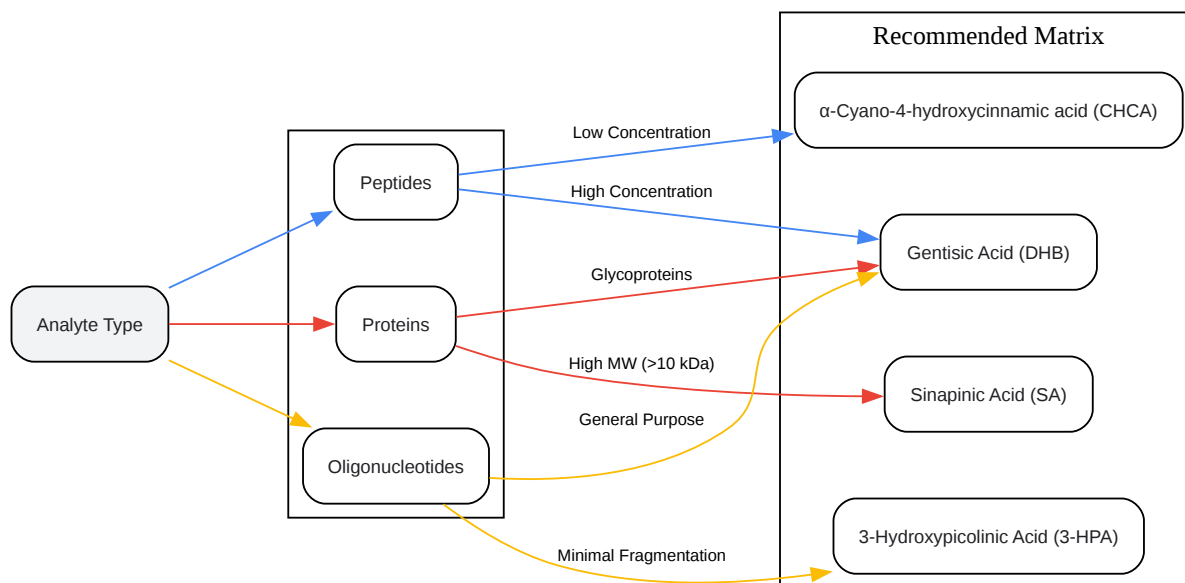 Recommended Matrix
α-Cyano-4-hydroxycinnamic acid (CHCA)
Low Concentration
Peptides
High Concentration
Gentisic Acid (DHB)
Glycoproteins
Analyte Type
Proteins
High MW (>10 kDa)
Sinapinic Acid (SA)
General Purpose
Oligonucleotides
3-Hydroxypicolinic Acid (3-HPA)
Minimal Fragmentation